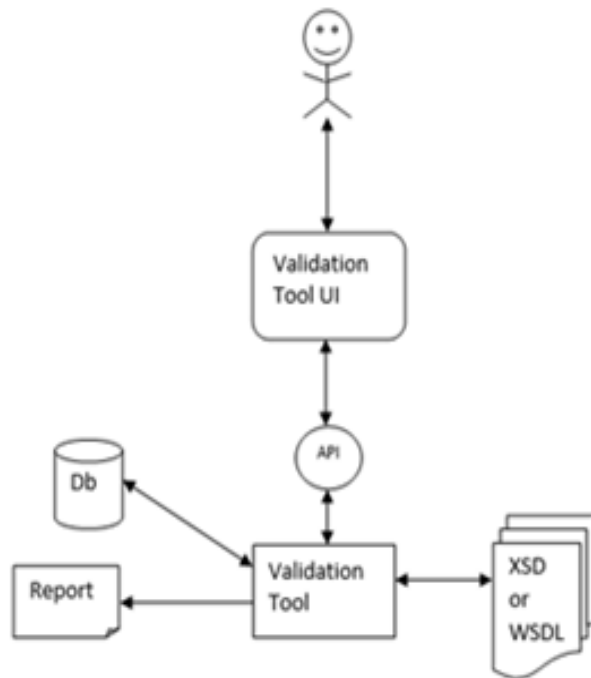 Validation
Tool UI
API
Db
Validation
Tool
XSD
or
WSDL
Report